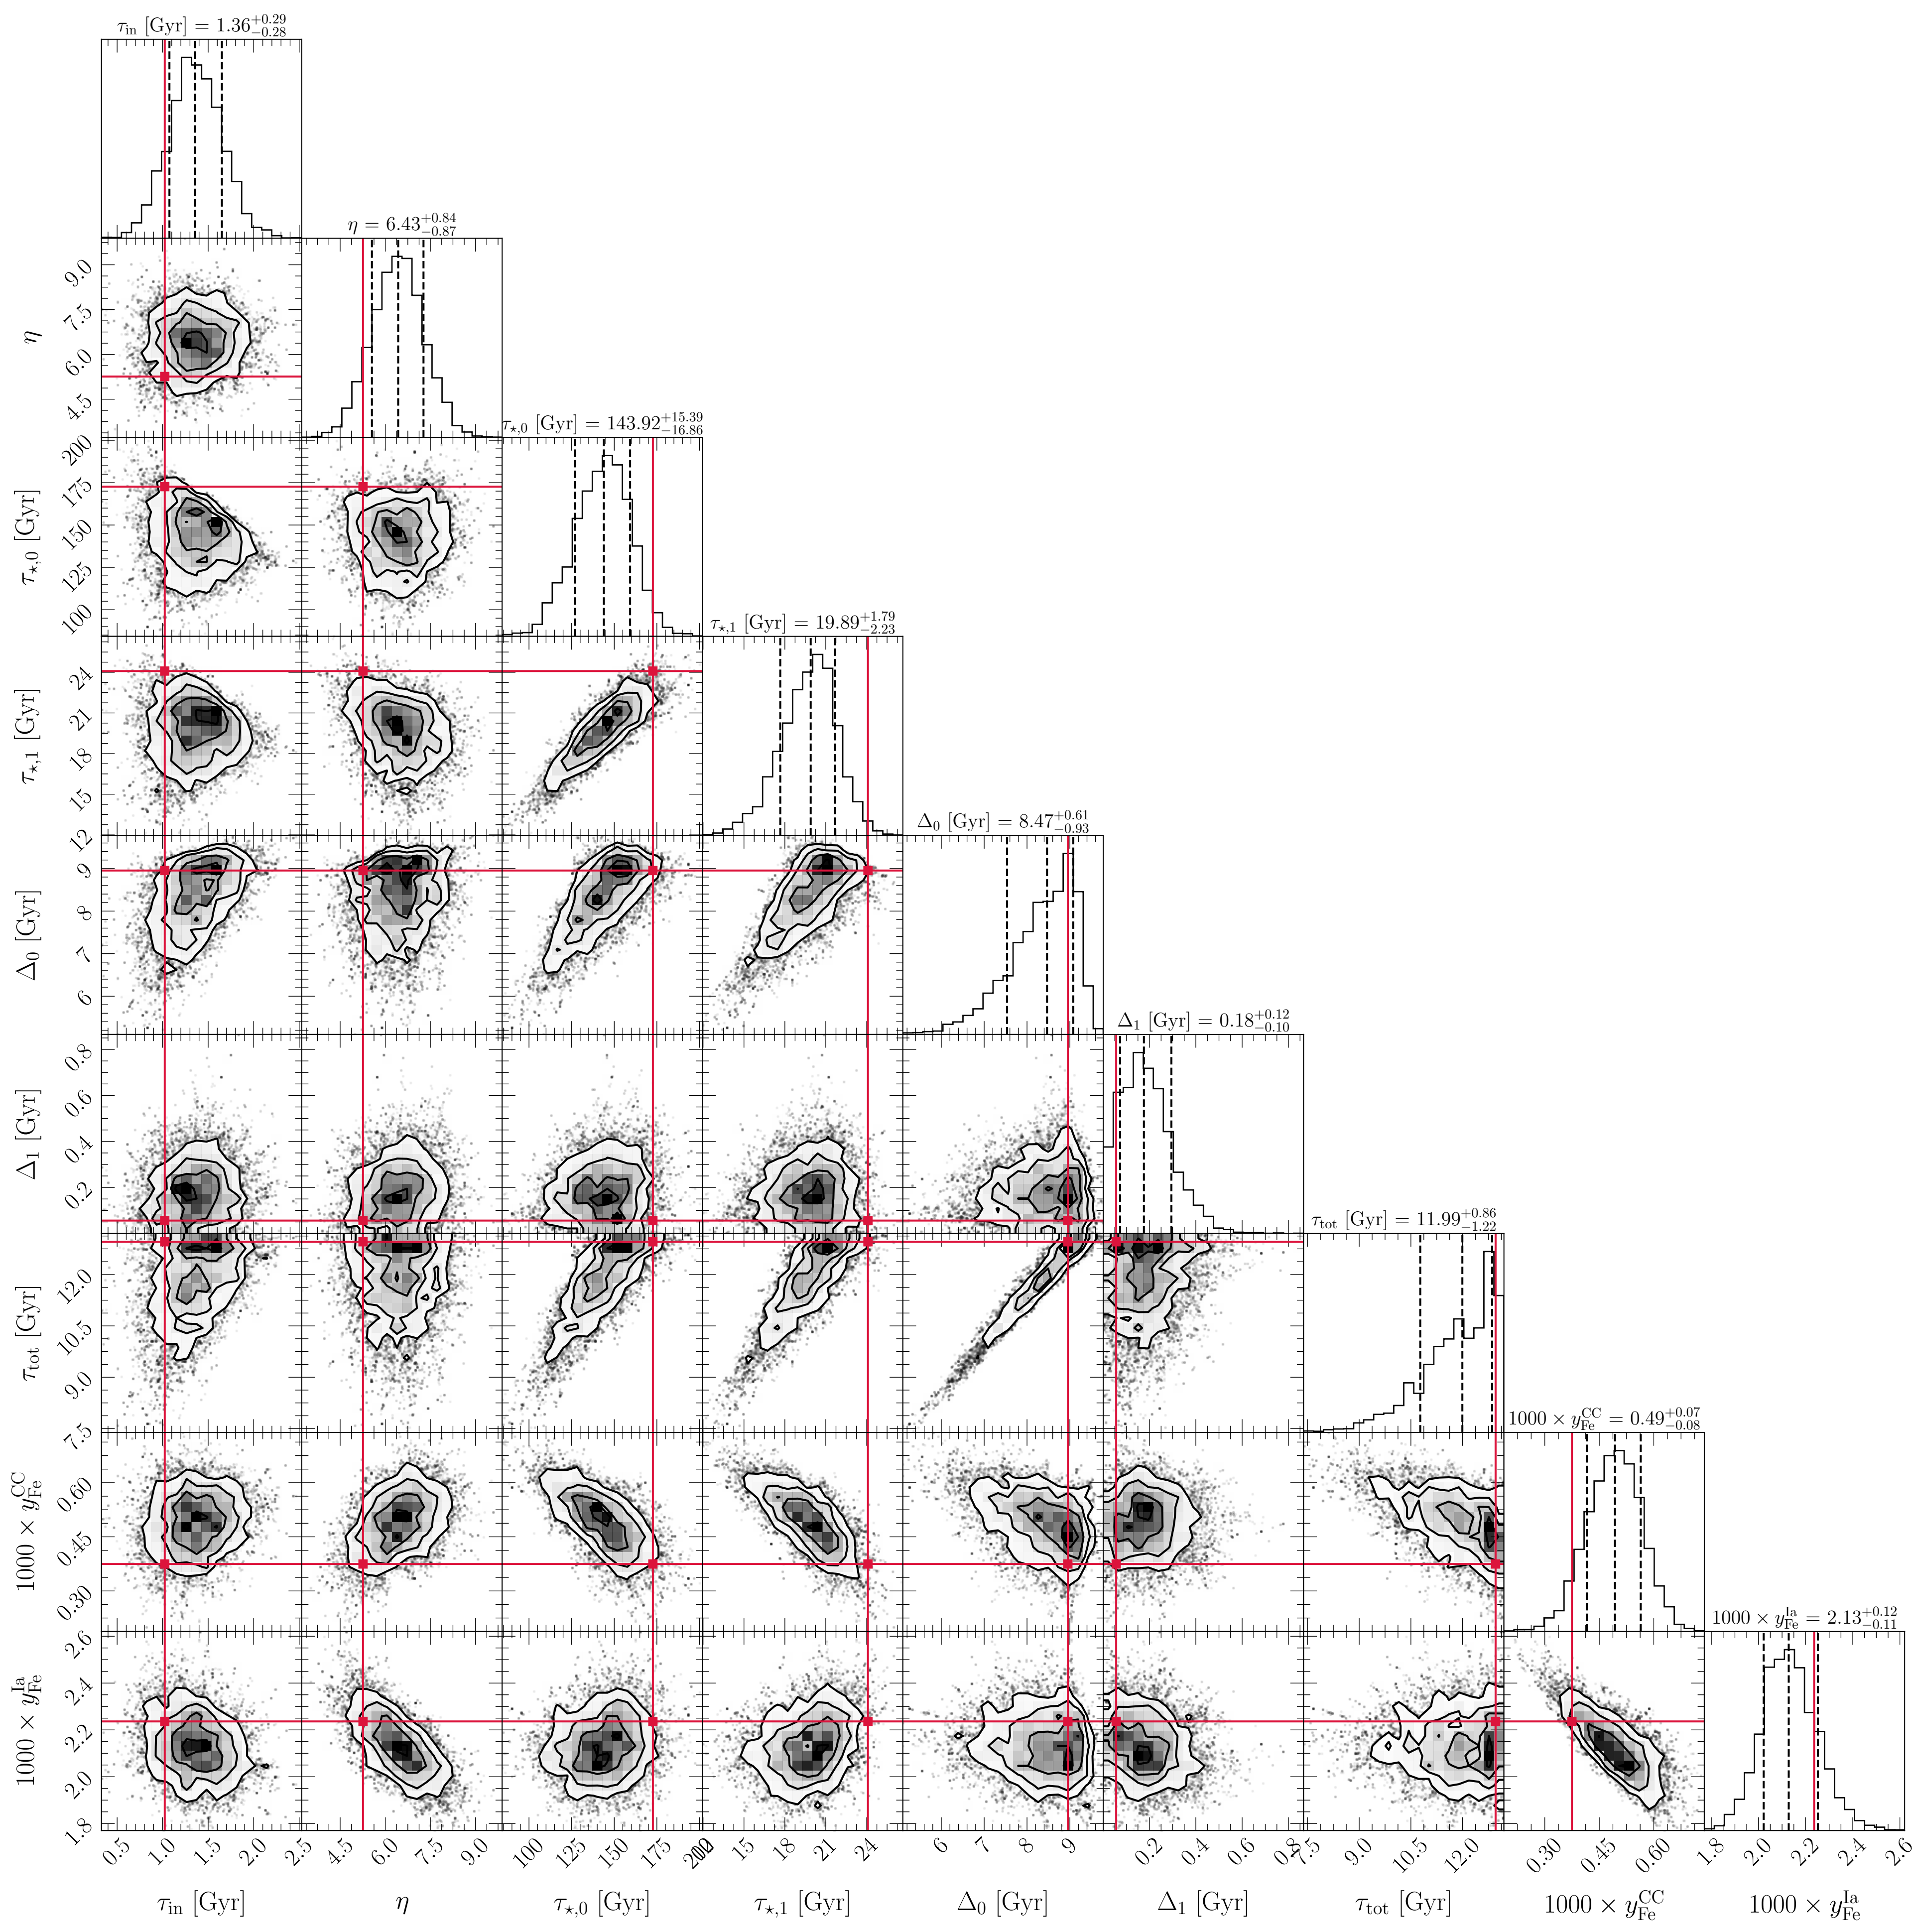 τ_in [Gyr] = 1.36^{+0.29}_{−0.28}
η = 6.43^{+0.84}_{−0.87}
9.0
7.5
6.0
4.5
η
τ_{⋆,0} [Gyr] = 143.92^{+15.39}_{−16.86}
200
175
150
125
100
τ_{⋆,0} [Gyr]
τ_{⋆,1} [Gyr] = 19.89^{+1.79}_{−2.23}
24
21
18
15
12
τ_{⋆,1} [Gyr]
Δ_0 [Gyr] = 8.47^{+0.61}_{−0.93}
9
8
7
6
Δ_0 [Gyr]
Δ_1 [Gyr] = 0.18^{+0.12}_{−0.10}
0.8
0.6
0.4
0.2
Δ_1 [Gyr]
τ_tot [Gyr] = 11.99^{+0.86}_{−1.22}
12.0
10.5
9.0
7.5
τ_tot [Gyr]
1000 × y_Fe^CC = 0.49^{+0.07}_{−0.08}
0.60
0.45
0.30
1000 × y_Fe^CC
1000 × y_Fe^Ia = 2.13^{+0.12}_{−0.11}
2.6
2.4
2.2
2.0
1.8
1000 × y_Fe^Ia
0.5 1.0 1.5 2.0 2.5 4.5 6.0 7.5 9.0 100 125 150 175 200 12 15 18 21 24 6 7 8 9 0.2 0.4 0.6 0.8 7.5 9.0 10.5 12.0 0.30 0.45 0.60 1.8 2.0 2.2 2.4 2.6
τ_in [Gyr] η τ_{⋆,0} [Gyr] τ_{⋆,1} [Gyr] Δ_0 [Gyr] Δ_1 [Gyr] τ_tot [Gyr] 1000 × y_Fe^CC 1000 × y_Fe^Ia